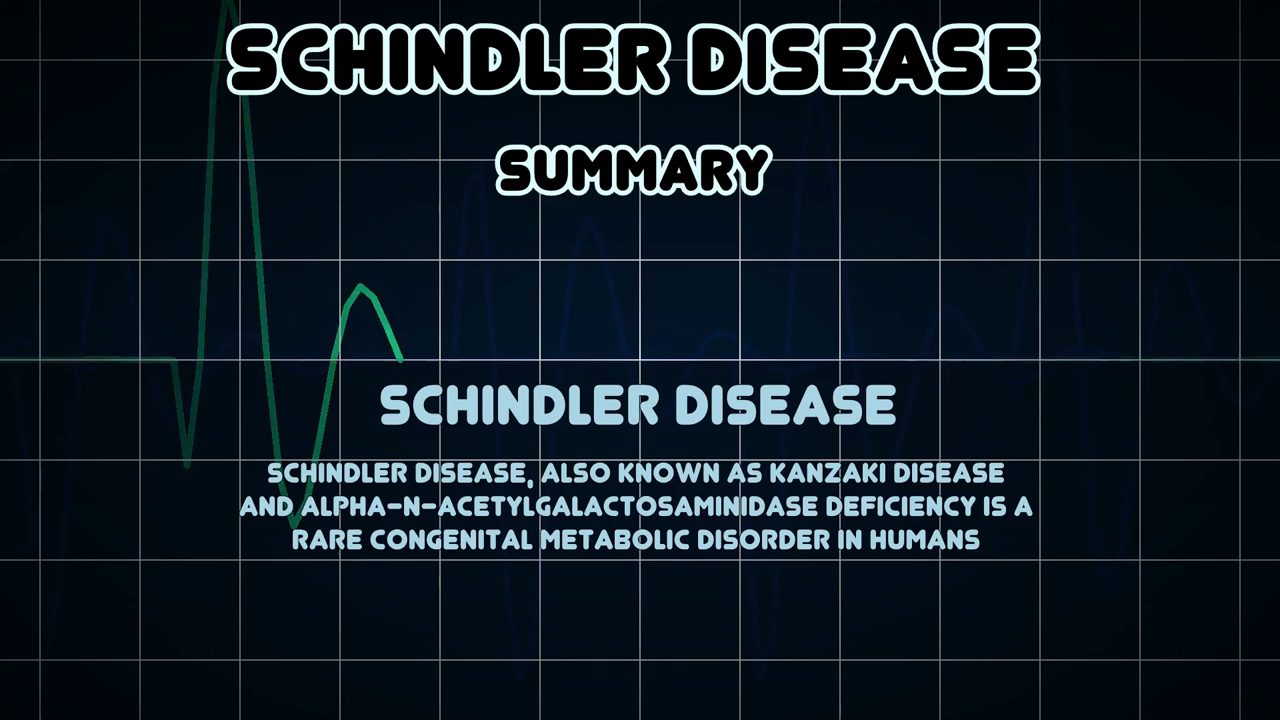 SCHINDLER DISEASE
SUMMARY
SCHINDLER DISEASE
SCHINDLER DISEASE, ALSO KNOWN AS KANZAKI DISEASE
AND ALPHA-N-ACETYLGALACTOSAMINIDASE DEFICIENCY IS A
RARE CONGENITAL METABOLIC DISORDER IN HUMANS